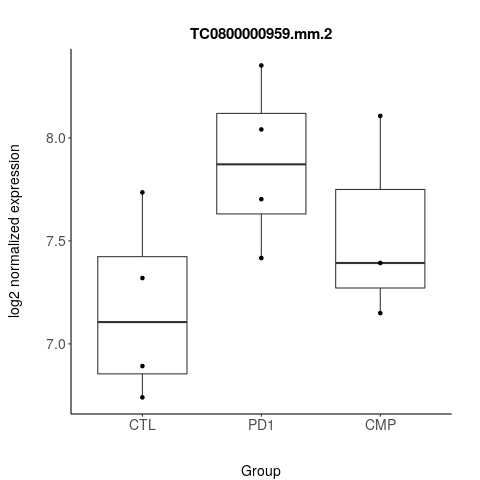 TC0800000959.mm.2
log2 normalized expression
8.0
7.5
7.0
CTL
PD1
CMP
Group